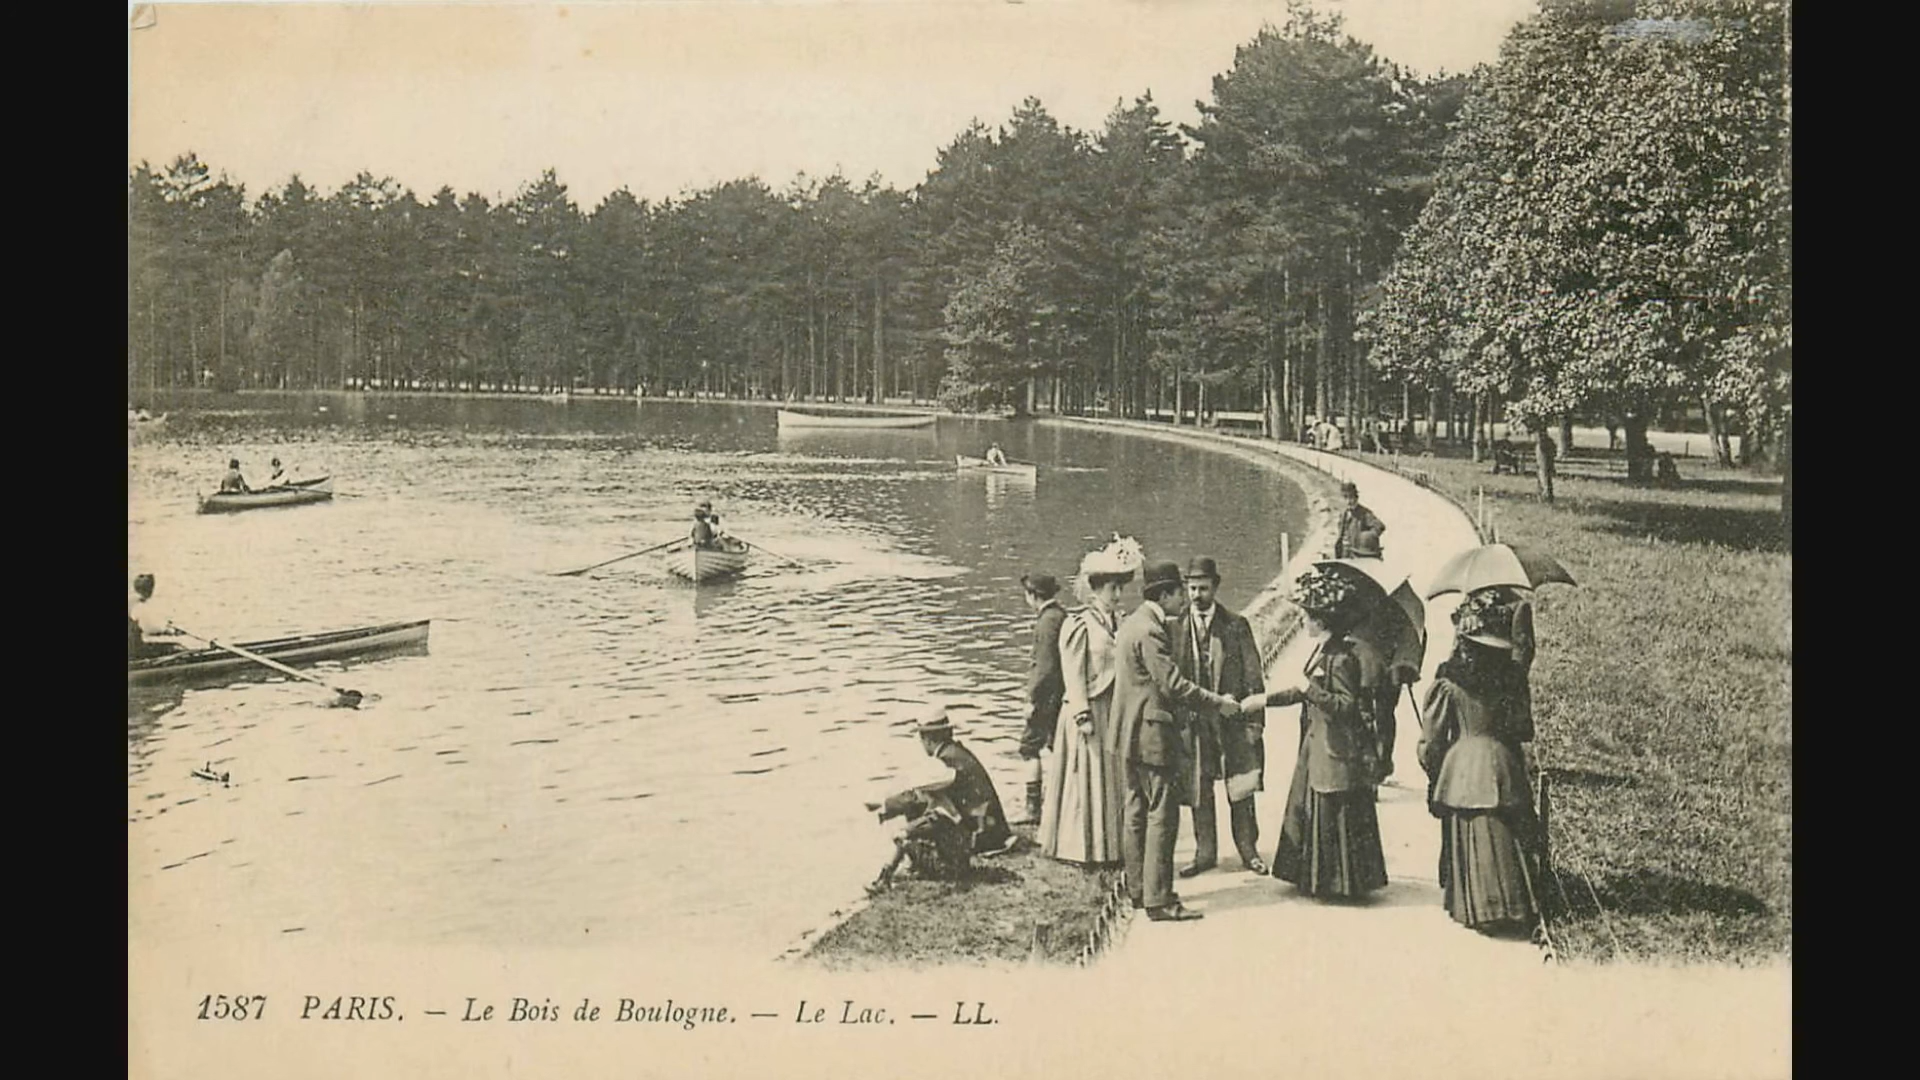 1587 PARIS. — Le Bois de Boulogne. — Le Lac. — LL.